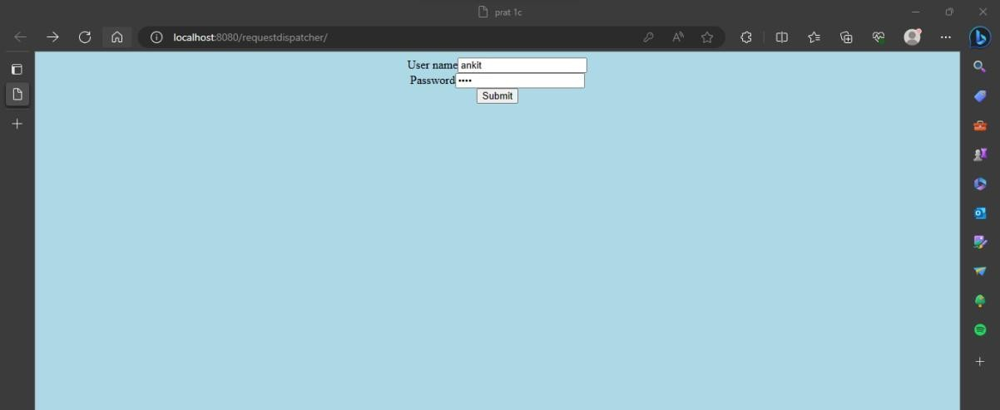 prat 1c
localhost:8080/requestdispatcher/
User name ankit
Password ••••
Submit